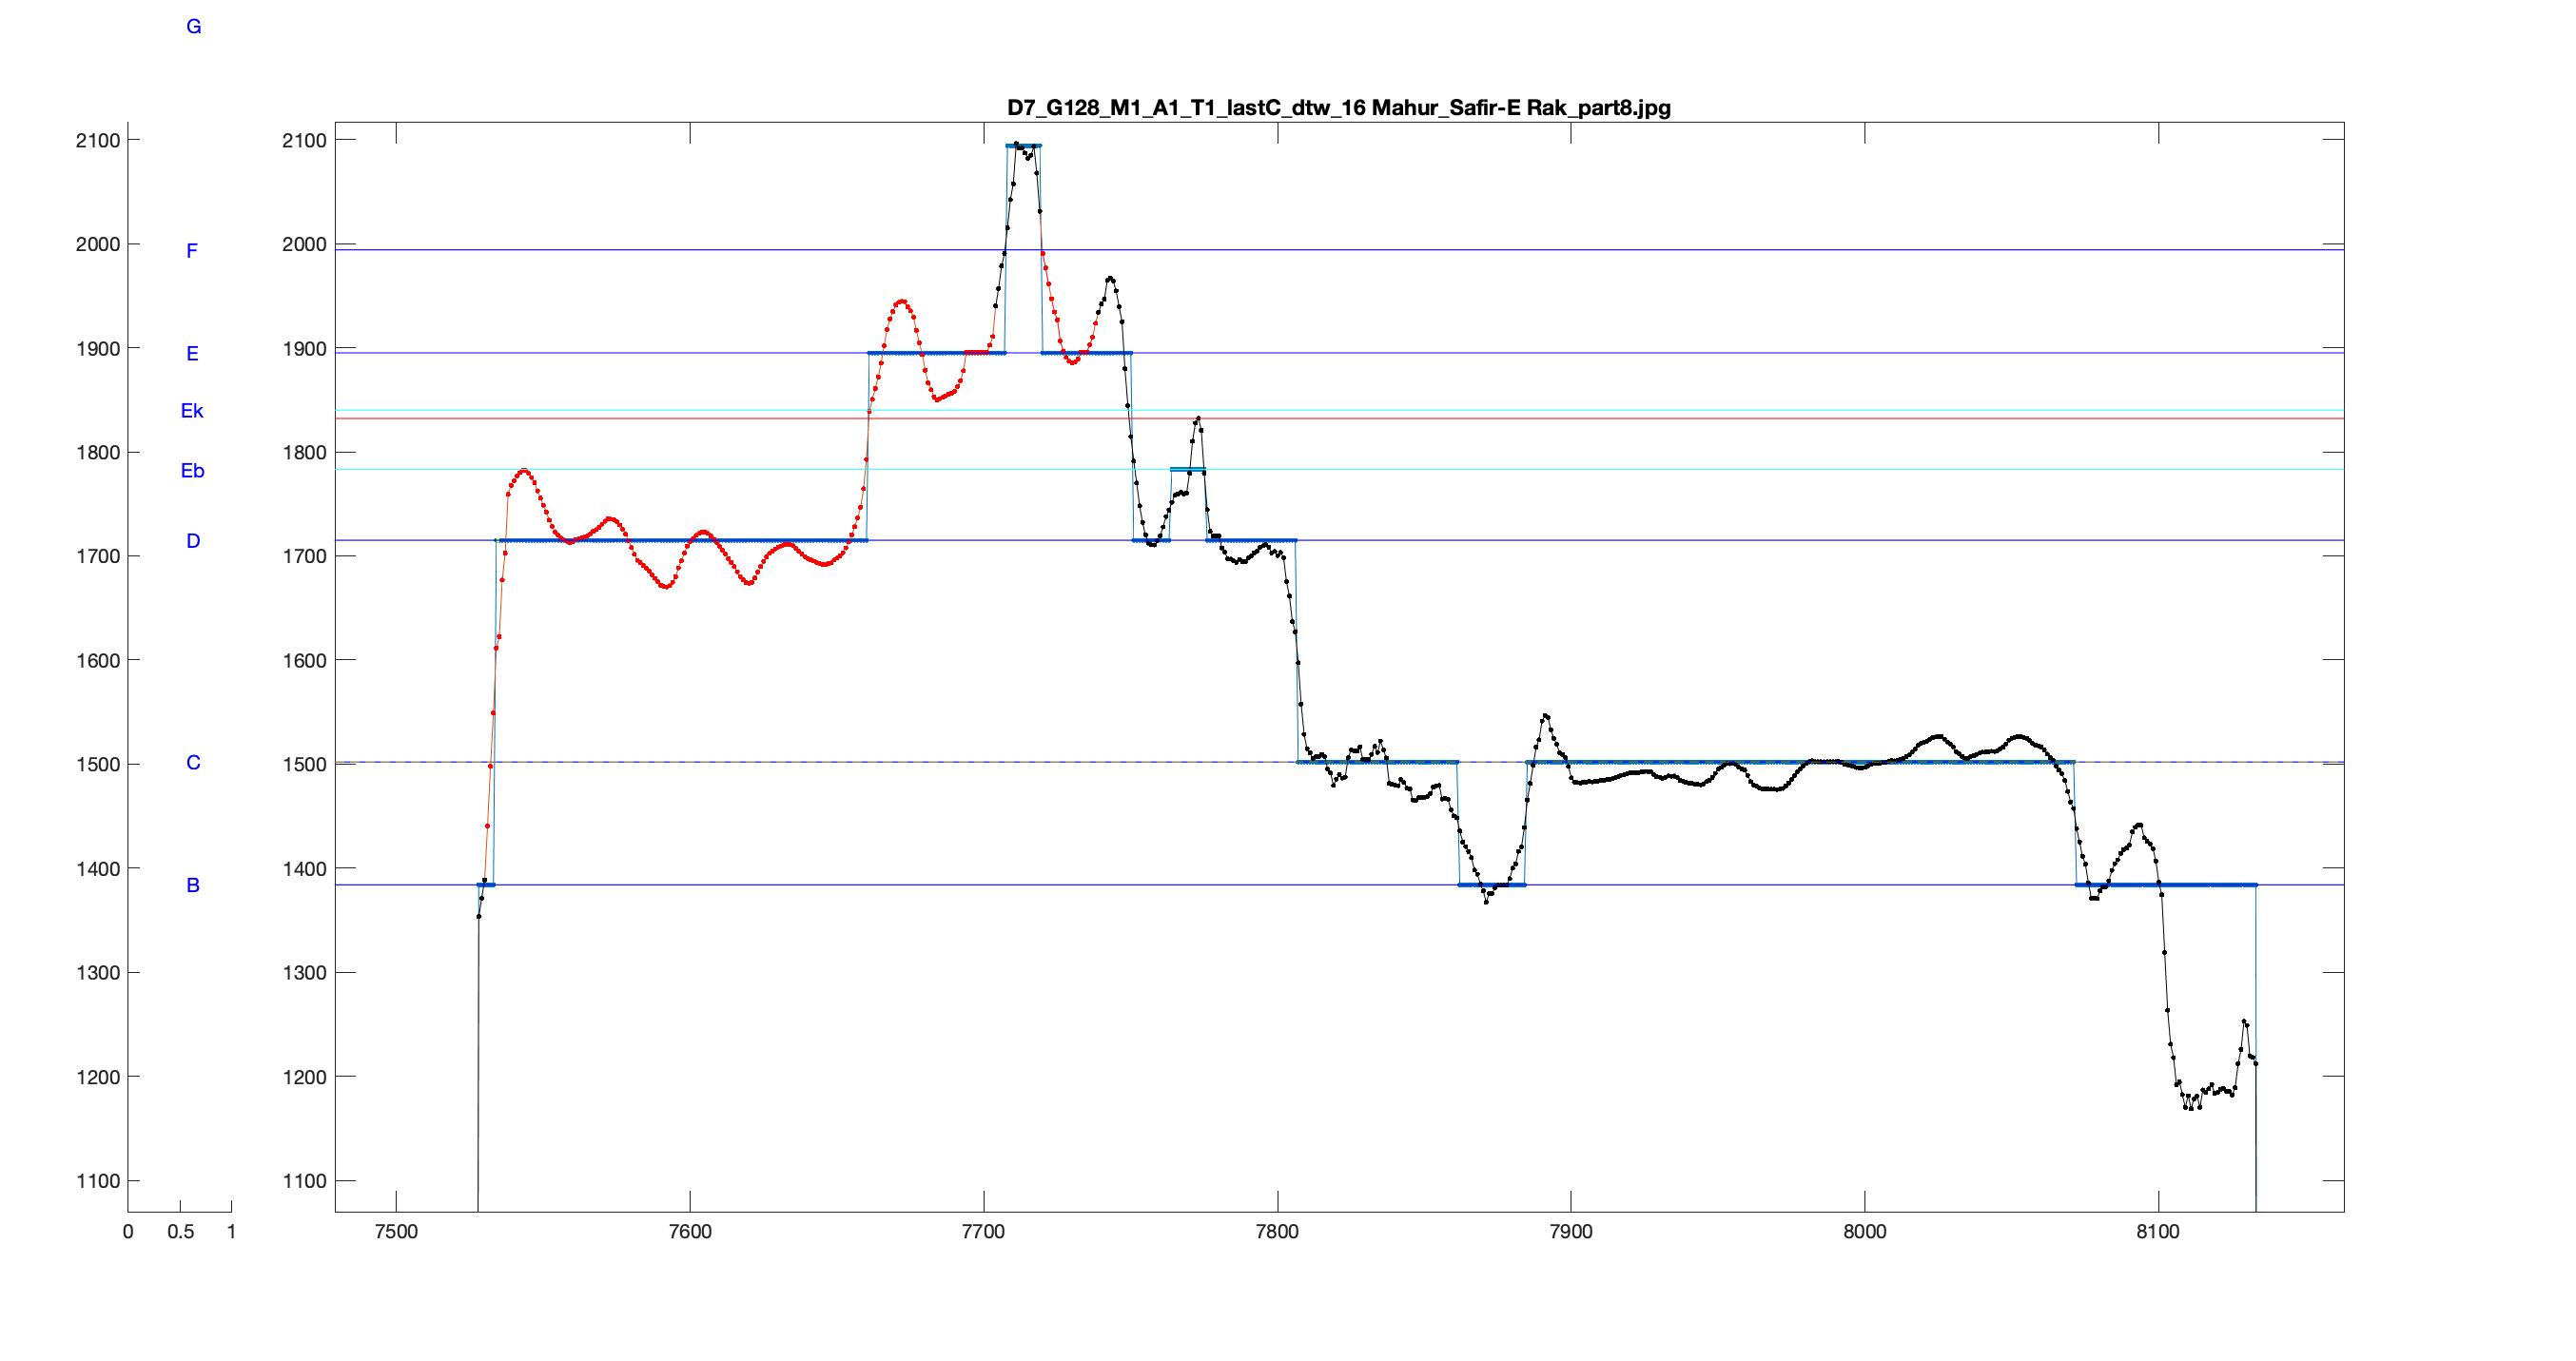 G
D7_G128_M1_A1_T1_lastC_dtw_16 Mahur_Safir-E Rak_part8.jpg
2100 2100
2000 F 2000
1900 E 1900
Ek
1800 1800
Eb
1700 D 1700
1600 1600
1500 C 1500
1400 1400
B
1300 1300
1200 1200
1100 1100
0 0.5 1 7500 7600 7700 7800 7900 8000 8100